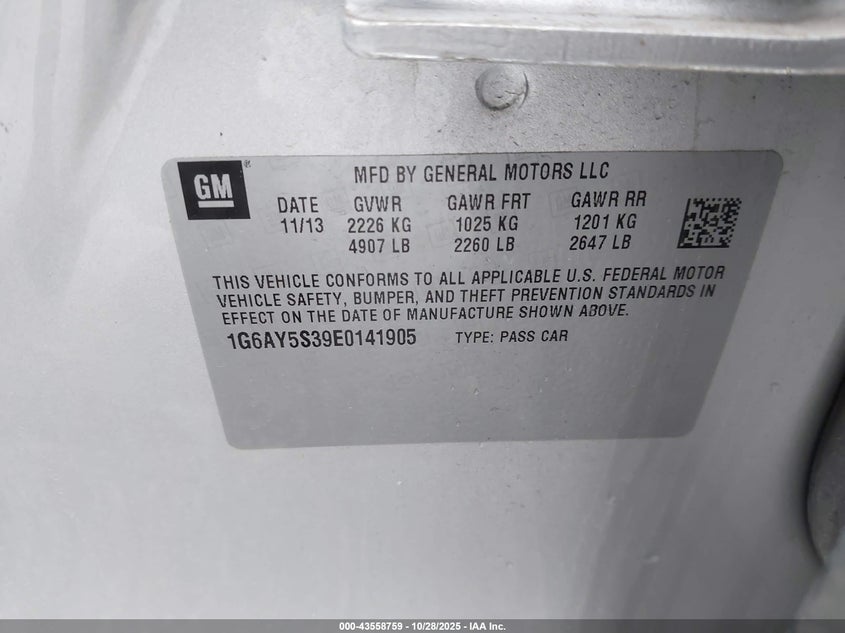 GM
MFD BY GENERAL MOTORS LLC
DATE GVWR GAWR FRT GAWR RR
11/13 2226 KG 1025 KG 1201 KG
4907 LB 2260 LB 2647 LB
THIS VEHICLE CONFORMS TO ALL APPLICABLE U.S. FEDERAL MOTOR
VEHICLE SAFETY, BUMPER, AND THEFT PREVENTION STANDARDS IN
EFFECT ON THE DATE OF MANUFACTURE SHOWN ABOVE.
1G6AY5S39E0141905 TYPE: PASS CAR
000-43558759 | 10/28/2025 - IAA Inc.